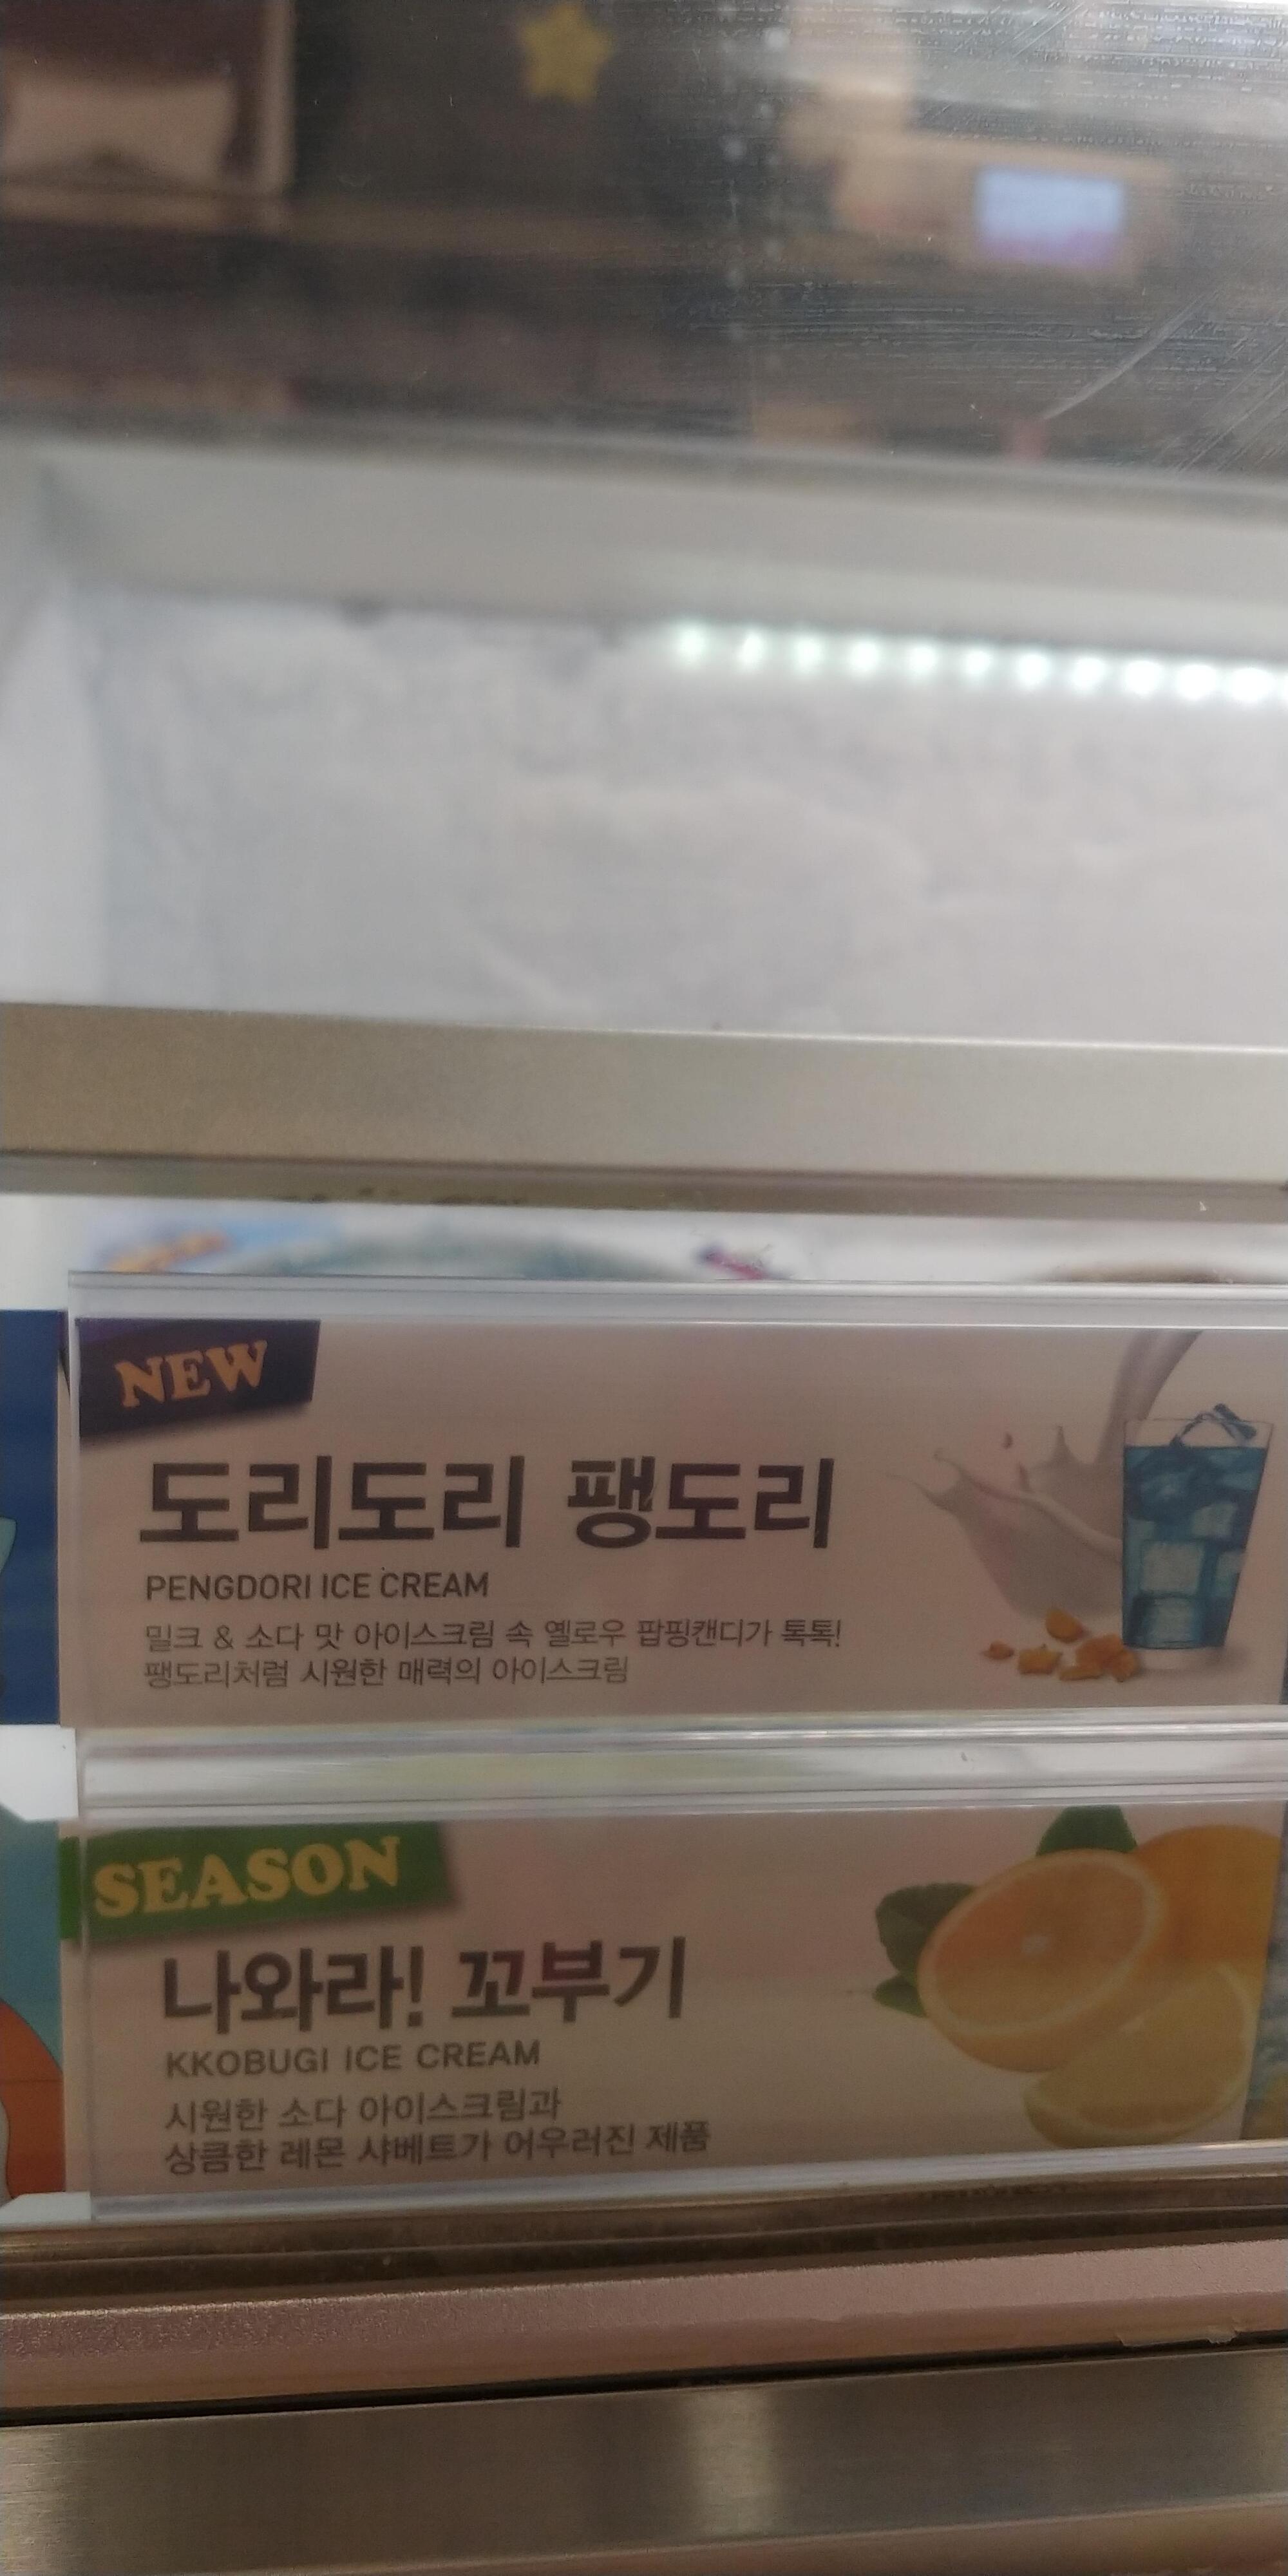 NEW
도리도리 팽도리
PENGDORI ICE CREAM
밀크 & 소다 맛 아이스크림 속 옐로우 팝핑캔디가 톡톡!
팽도리처럼 시원한 매력의 아이스크림
SEASON
나와라! 꼬부기
KKOBUGI ICE CREAM
시원한 소다 아이스크림과
상큼한 레몬 샤베트가 어우러진 제품